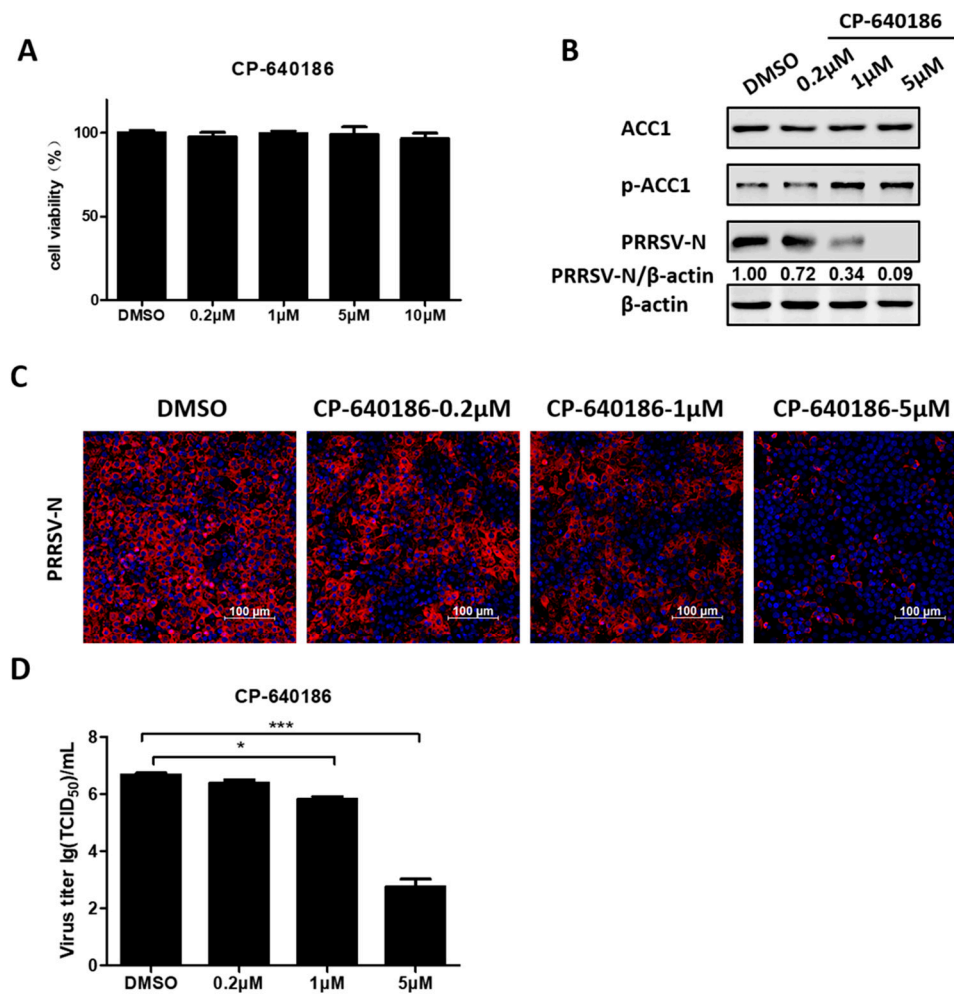 A
CP-640186
cell viability (%)
100
50
0
DMSO 0.2μM 1μM 5μM 10μM
B
CP-640186
DMSO 0.2μM 1μM 5μM
ACC1
p-ACC1
PRRSV-N
PRRSV-N/β-actin 1.00 0.72 0.34 0.09
β-actin
C
DMSO CP-640186-0.2μM CP-640186-1μM CP-640186-5μM
PRRSV-N
100 μm 100 μm 100 μm 100 μm
D
CP-640186
***
*
Virus titer lg(TCID50)/mL
8
6
4
2
0
DMSO 0.2μM 1μM 5μM